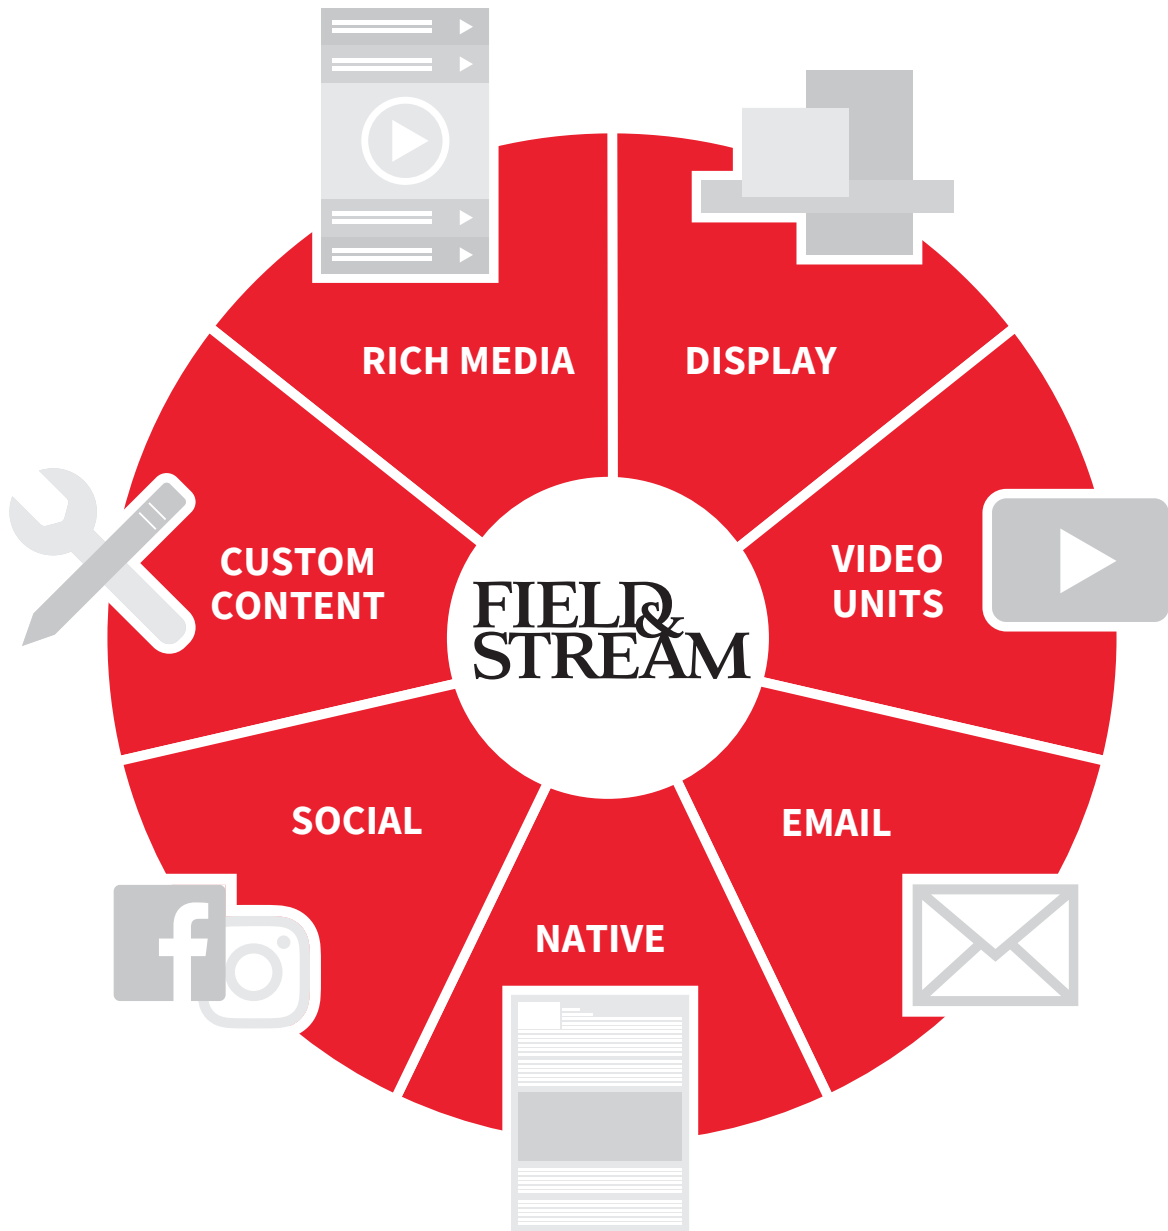 RICH MEDIA
DISPLAY
CUSTOM
CONTENT
VIDEO
UNITS
FIELD &
STREAM
SOCIAL
EMAIL
NATIVE
f